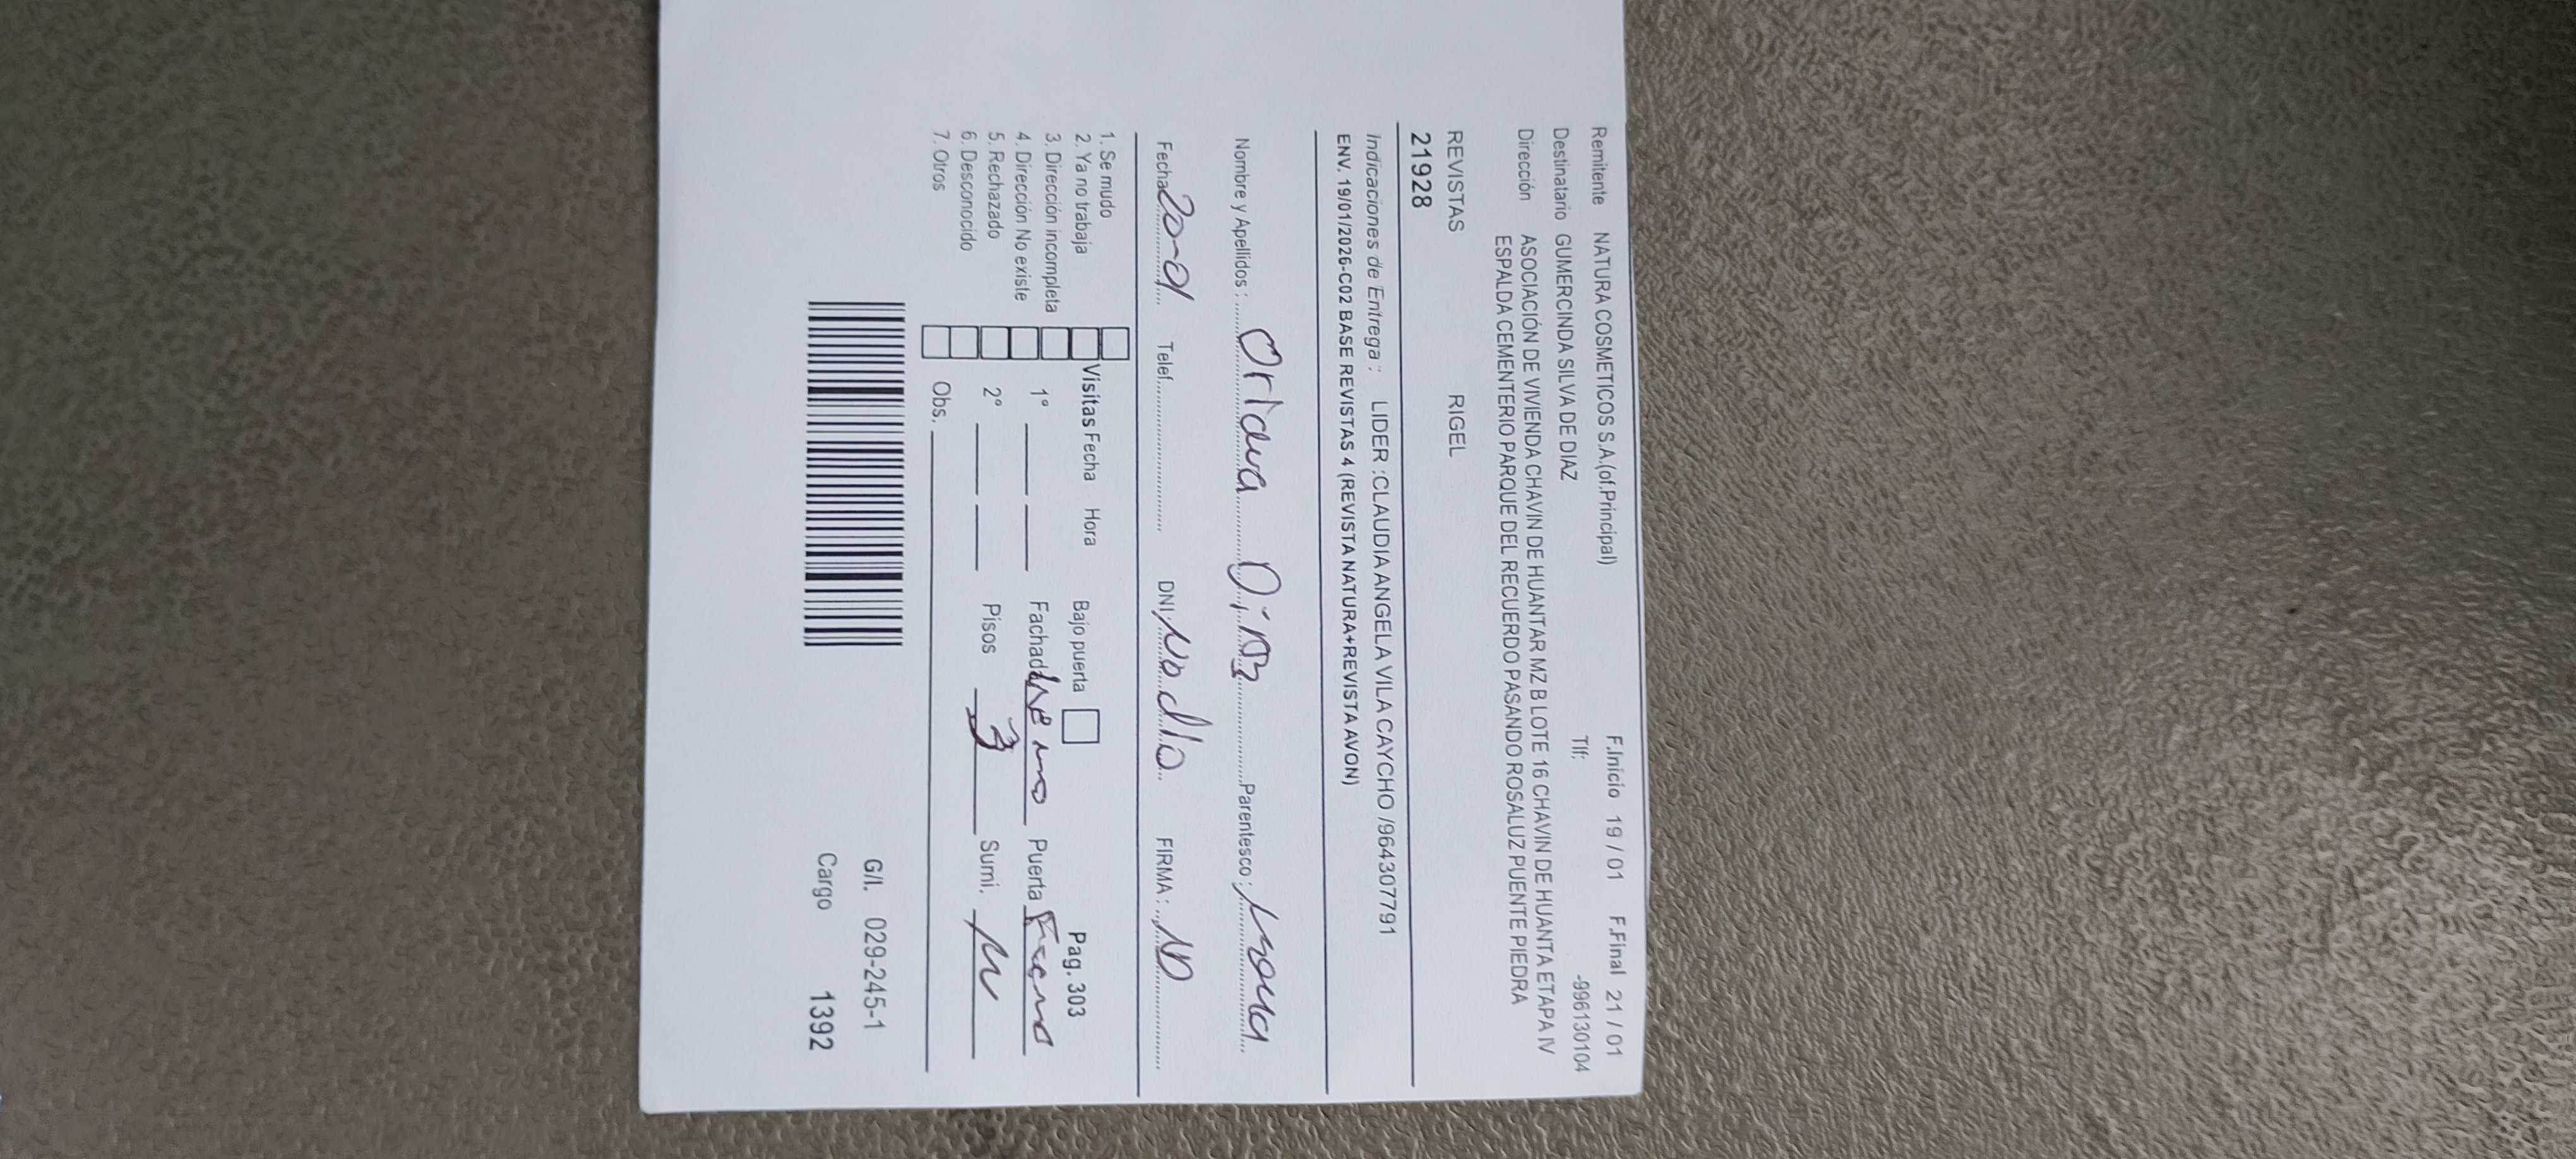 Remitente NATURA COSMETICOS S.A.(of.Principal) F.Inicio 19 / 01 F.Final 21 / 01
Destinatario GUMERCINDA SILVA DE DIAZ Tlf: -996130104
Dirección ASOCIACIÓN DE VIVIENDA CHAVIN DE HUANTAR MZ B LOTE 16 CHAVIN DE HUANTA ETAPA IV
ESPALDA CEMENTERIO PARQUE DEL RECUERDO PASANDO ROSALUZ PUENTE PIEDRA
REVISTAS RIGEL
21928
Indicaciones de Entrega : LIDER :CLAUDIA ANGELA VILA CAYCHO /964307791
ENV. 19/01/2026-C02 BASE REVISTAS 4 (REVISTA NATURA+REVISTA AVON)
Nombre y Apellidos : Diaz Parentesco :
Fecha 20-01 Telef. DNI No dio FIRMA : ND
1. Se mudo
2. Ya no trabaja Visitas Fecha Hora Bajo puerta Pag. 303
3. Dirección incompleta
4. Dirección No existe 1° Fachada Puerta
5. Rechazado 2° Pisos 3 Sumi.
6. Desconocido
7. Otros Obs.
G/I. 029-245-1
Cargo 1392